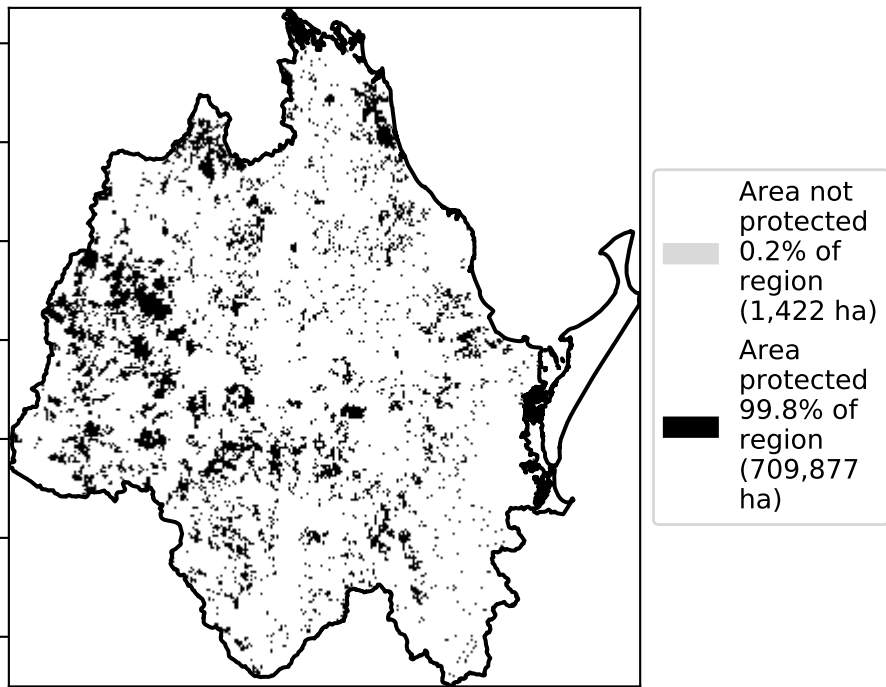 Area not
protected
0.2% of
region
(1,422 ha)
Area
protected
99.8% of
region
(709,877
ha)